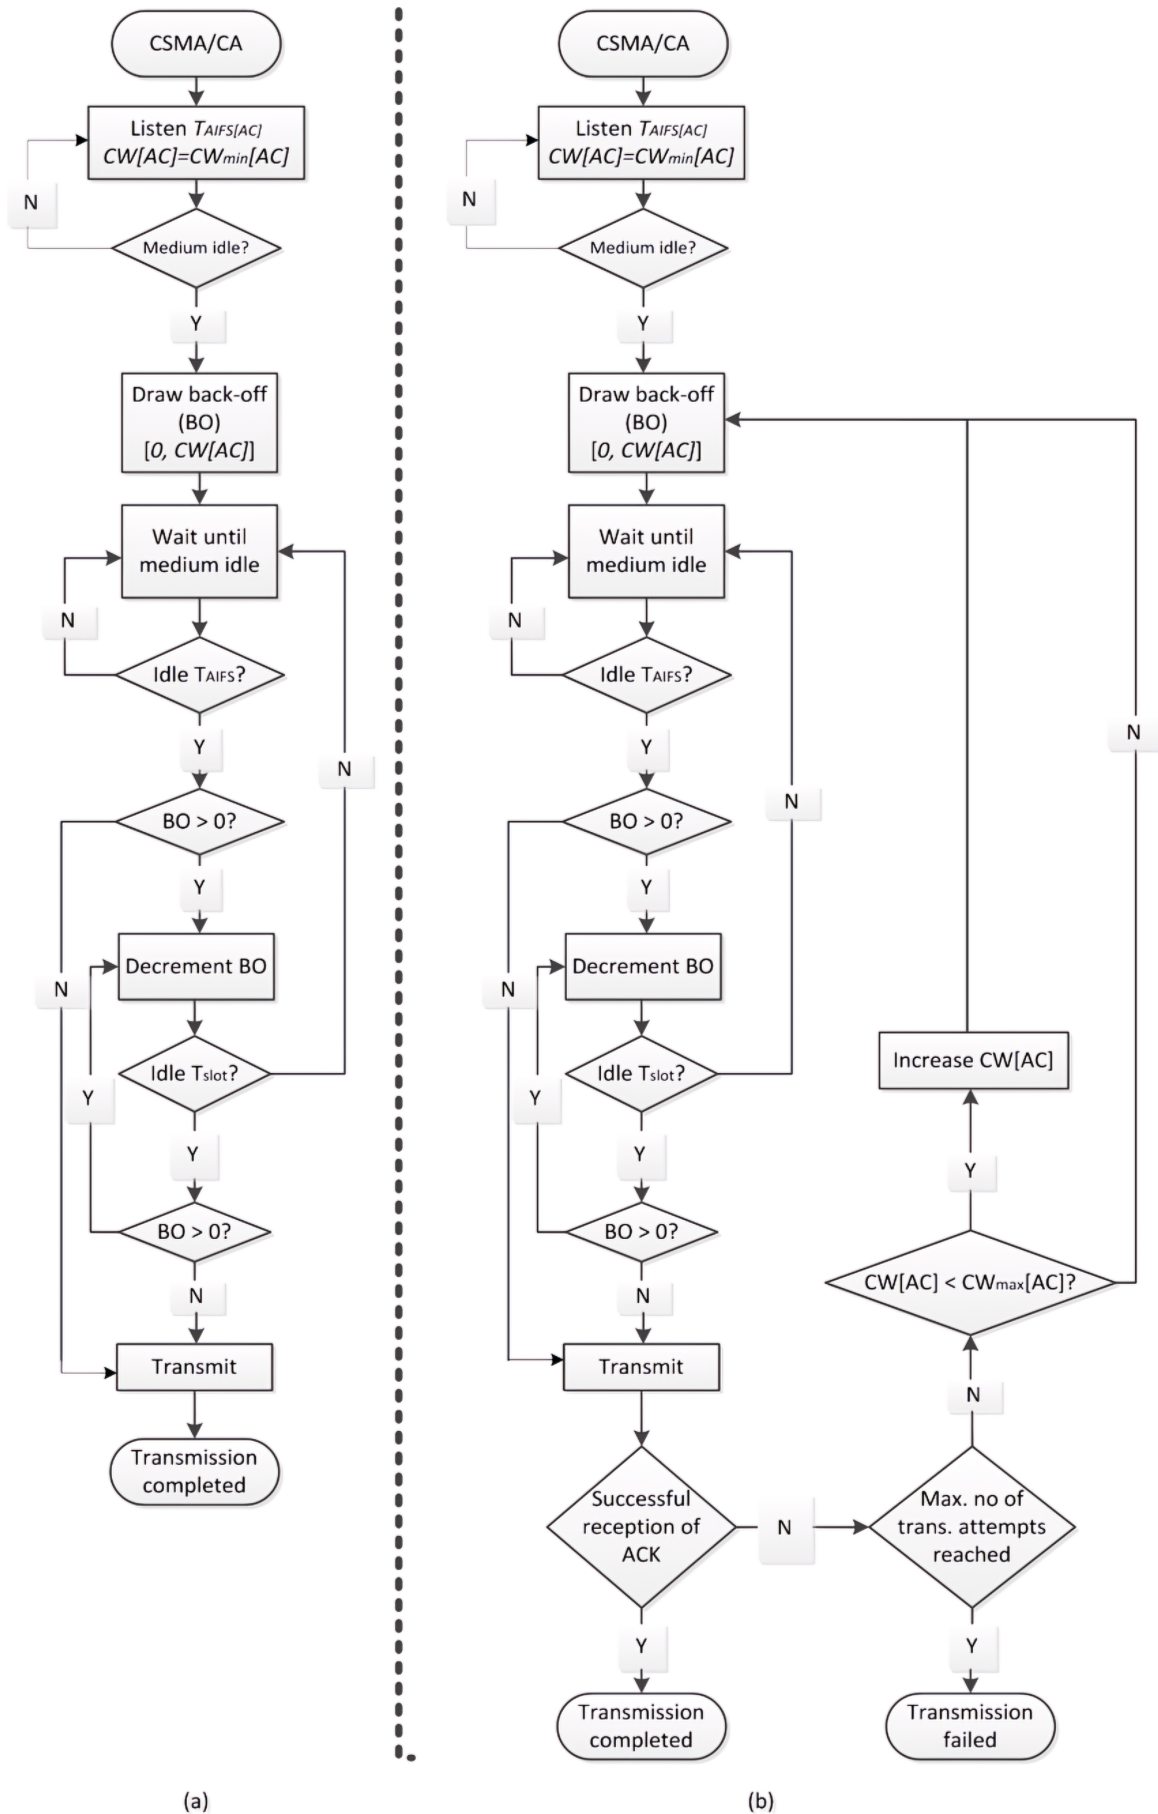 CSMA/CA
Listen TAIFS[AC]
CW[AC]=CWmin[AC]
N
Medium idle?
Y
Draw back-off
(BO)
[0, CW[AC]]
Wait until
medium idle
N
Idle TAIFS?
Y
N
BO > 0?
Y
Decrement BO
N
Idle Tslot?
Y
Y
BO > 0?
N
Transmit
Transmission
completed
(a)
CSMA/CA
Listen TAIFS[AC]
CW[AC]=CWmin[AC]
N
Medium idle?
Y
Draw back-off
(BO)
[0, CW[AC]]
Wait until
medium idle
N
Idle TAIFS?
Y
N
BO > 0?
Y
Decrement BO
N
Idle Tslot?
Y
Y
BO > 0?
N
Transmit
Successful
reception of
ACK
N
Y
Transmission
completed
Max. no of
trans. attempts
reached
Y
Transmission
failed
N
CW[AC] < CWmax[AC]?
Y
Increase CW[AC]
N
(b)